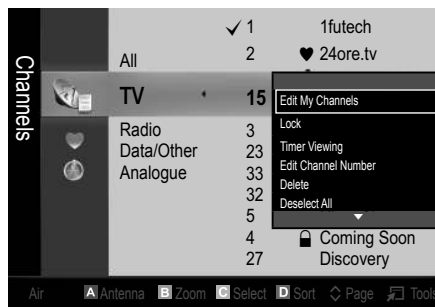 Channels
✓ 1 1futech
All 2 ♥ 24ore.tv
TV 15
Edit My Channels
Lock
Timer Viewing
Edit Channel Number
Delete
Deselect All
Radio 3
Data/Other 23
Analogue 33
32
5
4 Coming Soon
27 Discovery
Air A Antenna B Zoom C Select D Sort Page Tools